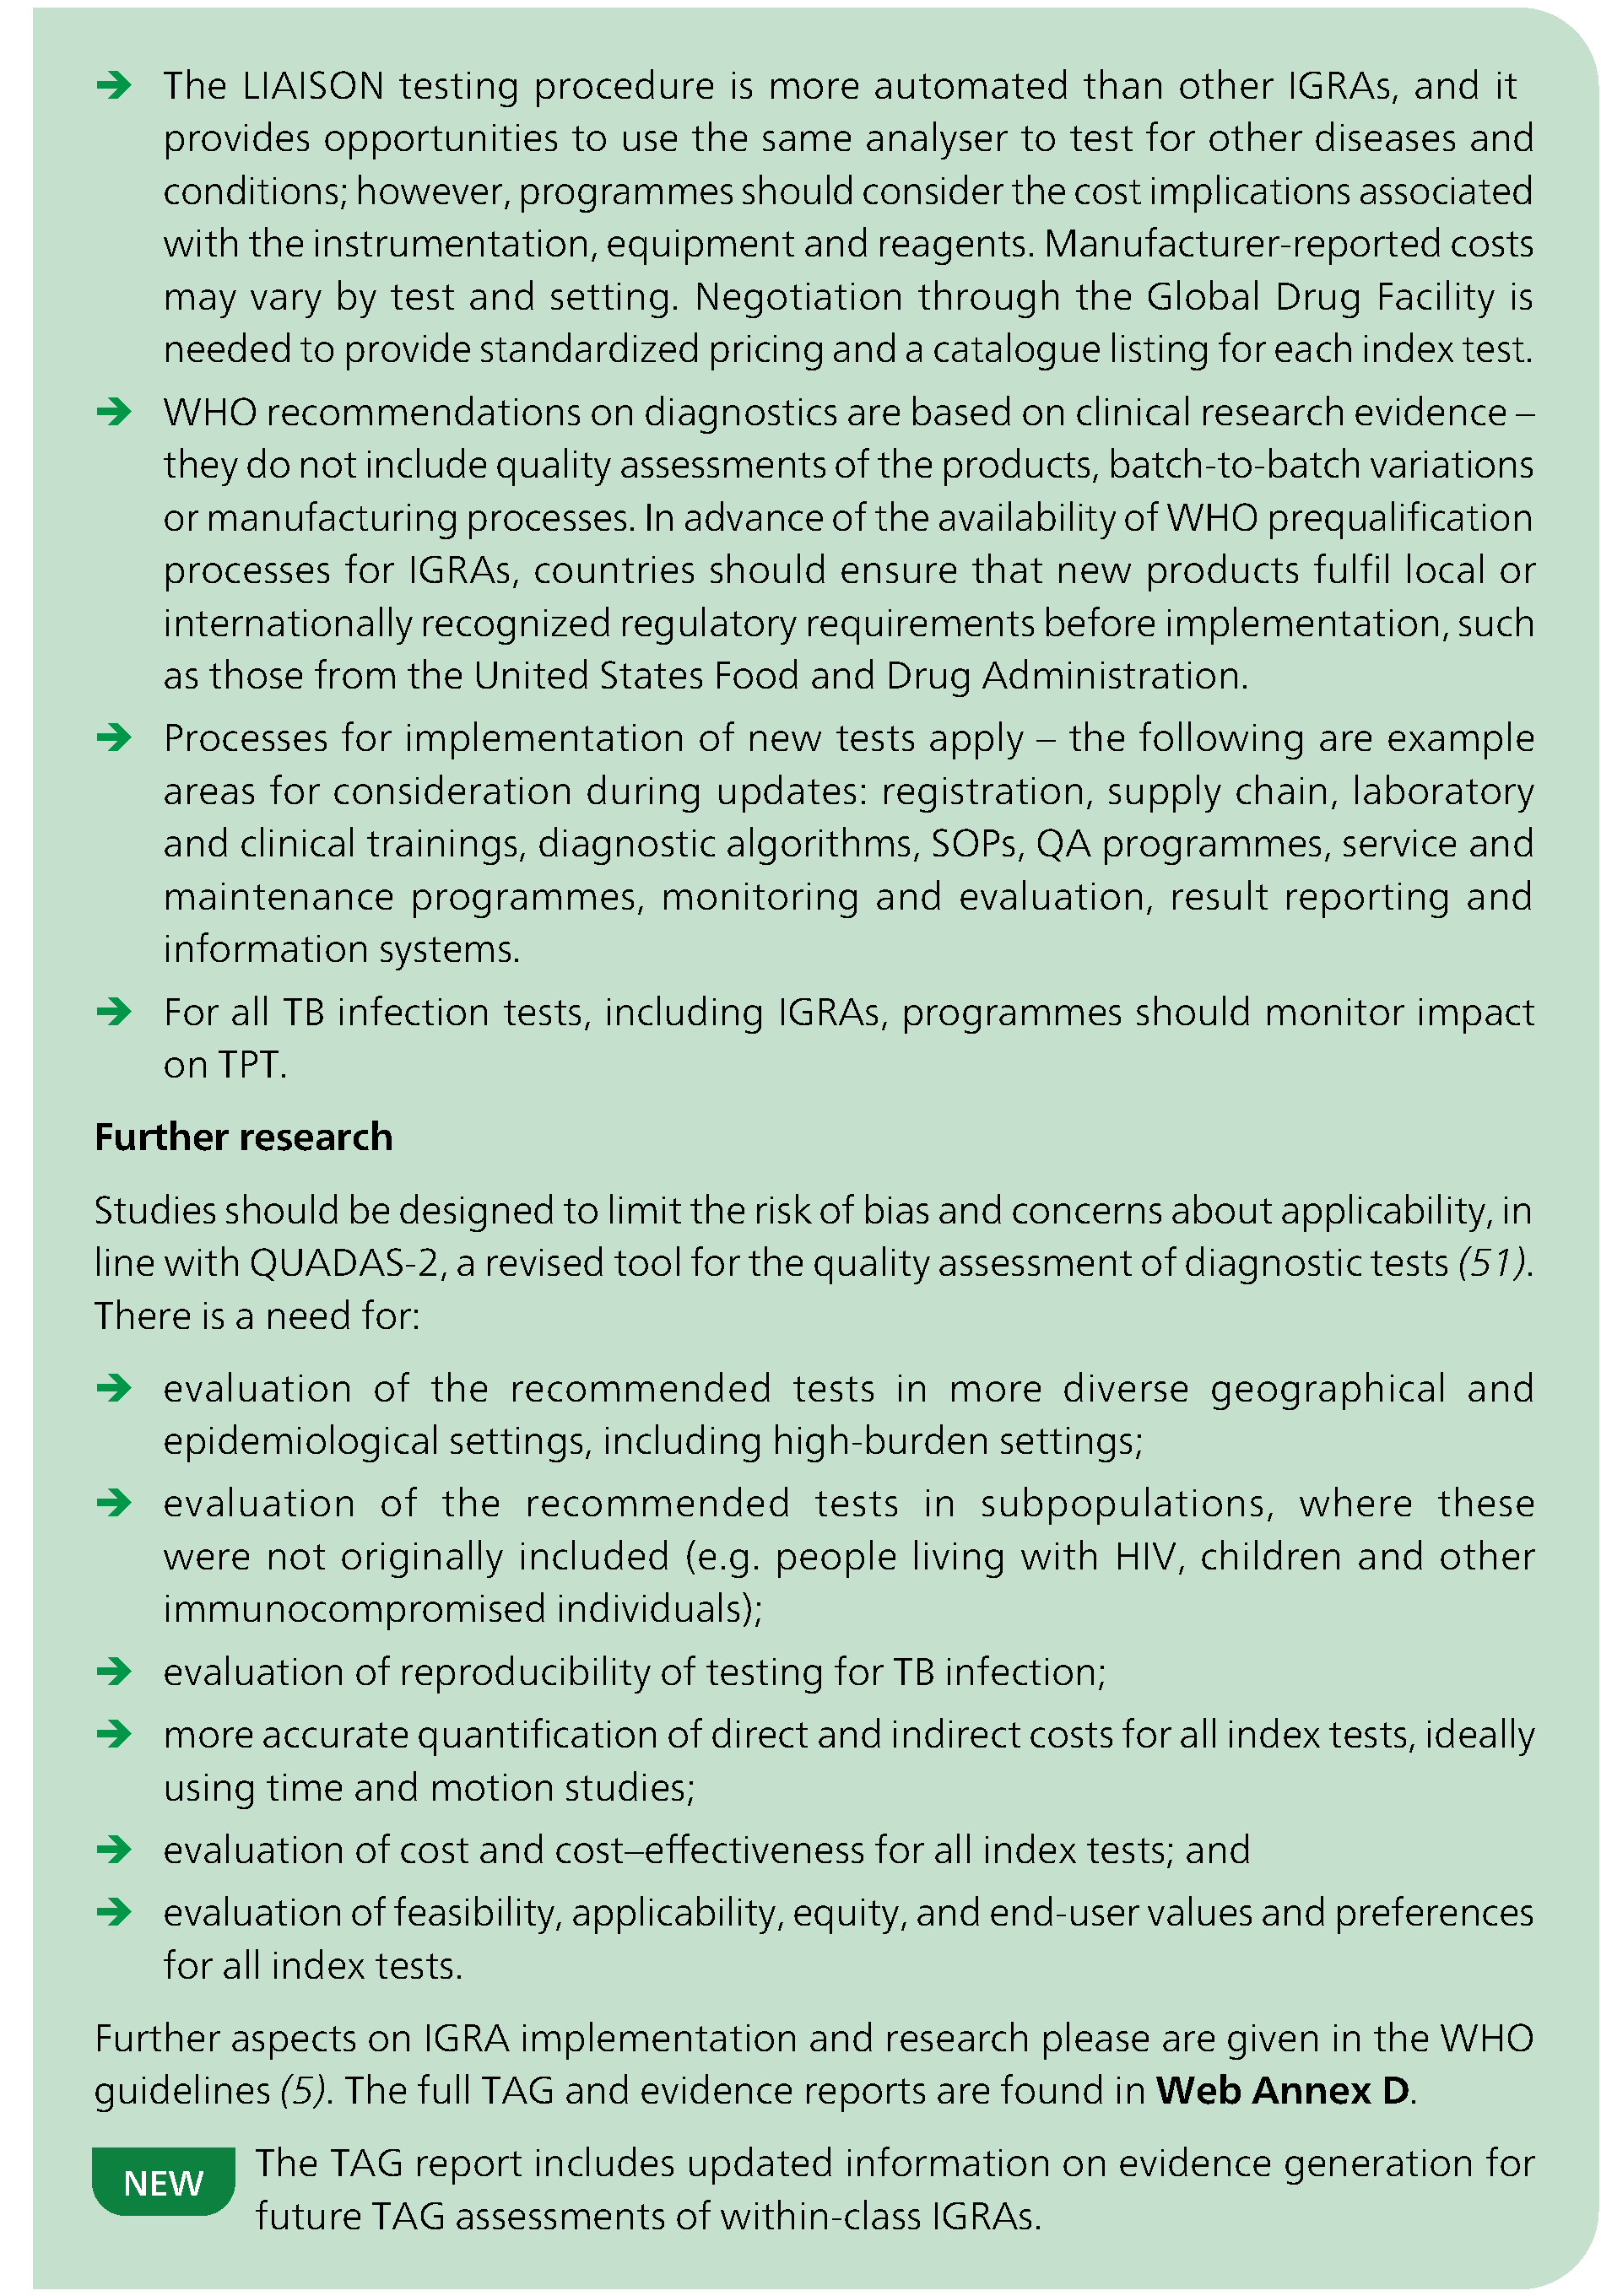 The LIAISON testing procedure is more automated than other IGRAs, and it
provides opportunities to use the same analyser to test for other diseases and
conditions; however, programmes should consider the cost implications associated
with the instrumentation, equipment and reagents. Manufacturer-reported costs
may vary by test and setting. Negotiation through the Global Drug Facility is
needed to provide standardized pricing and a catalogue listing for each index test.
WHO recommendations on diagnostics are based on clinical research evidence –
they do not include quality assessments of the products, batch-to-batch variations
or manufacturing processes. In advance of the availability of WHO prequalification
processes for IGRAs, countries should ensure that new products fulfil local or
internationally recognized regulatory requirements before implementation, such
as those from the United States Food and Drug Administration.
Processes for implementation of new tests apply – the following are example
areas for consideration during updates: registration, supply chain, laboratory
and clinical trainings, diagnostic algorithms, SOPs, QA programmes, service and
maintenance programmes, monitoring and evaluation, result reporting and
information systems.
For all TB infection tests, including IGRAs, programmes should monitor impact
on TPT.
Further research
Studies should be designed to limit the risk of bias and concerns about applicability, in
line with QUADAS-2, a revised tool for the quality assessment of diagnostic tests (51).
There is a need for:
evaluation of the recommended tests in more diverse geographical and
epidemiological settings, including high-burden settings;
evaluation of the recommended tests in subpopulations, where these
were not originally included (e.g. people living with HIV, children and other
immunocompromised individuals);
evaluation of reproducibility of testing for TB infection;
more accurate quantification of direct and indirect costs for all index tests, ideally
using time and motion studies;
evaluation of cost and cost–effectiveness for all index tests; and
evaluation of feasibility, applicability, equity, and end-user values and preferences
for all index tests.
Further aspects on IGRA implementation and research please are given in the WHO
guidelines (5). The full TAG and evidence reports are found in Web Annex D.
NEW
The TAG report includes updated information on evidence generation for
future TAG assessments of within-class IGRAs.